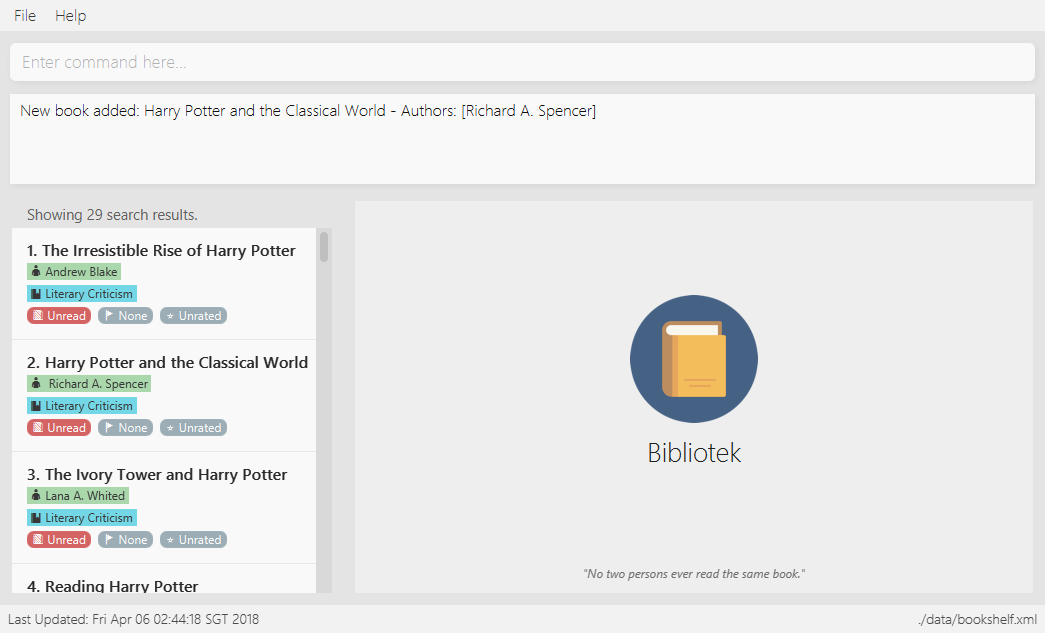 File Help
Enter command here...
New book added: Harry Potter and the Classical World - Authors: [Richard A. Spencer]
Showing 29 search results.
1. The Irresistible Rise of Harry Potter
Andrew Blake
Literary Criticism
Unread None Unrated
2. Harry Potter and the Classical World
Richard A. Spencer
Literary Criticism
Unread None Unrated
3. The Ivory Tower and Harry Potter
Lana A. Whited
Literary Criticism
Unread None Unrated
4. Reading Harry Potter
Bibliotek
"No two persons ever read the same book."
Last Updated: Fri Apr 06 02:44:18 SGT 2018
./data/bookshelf.xml